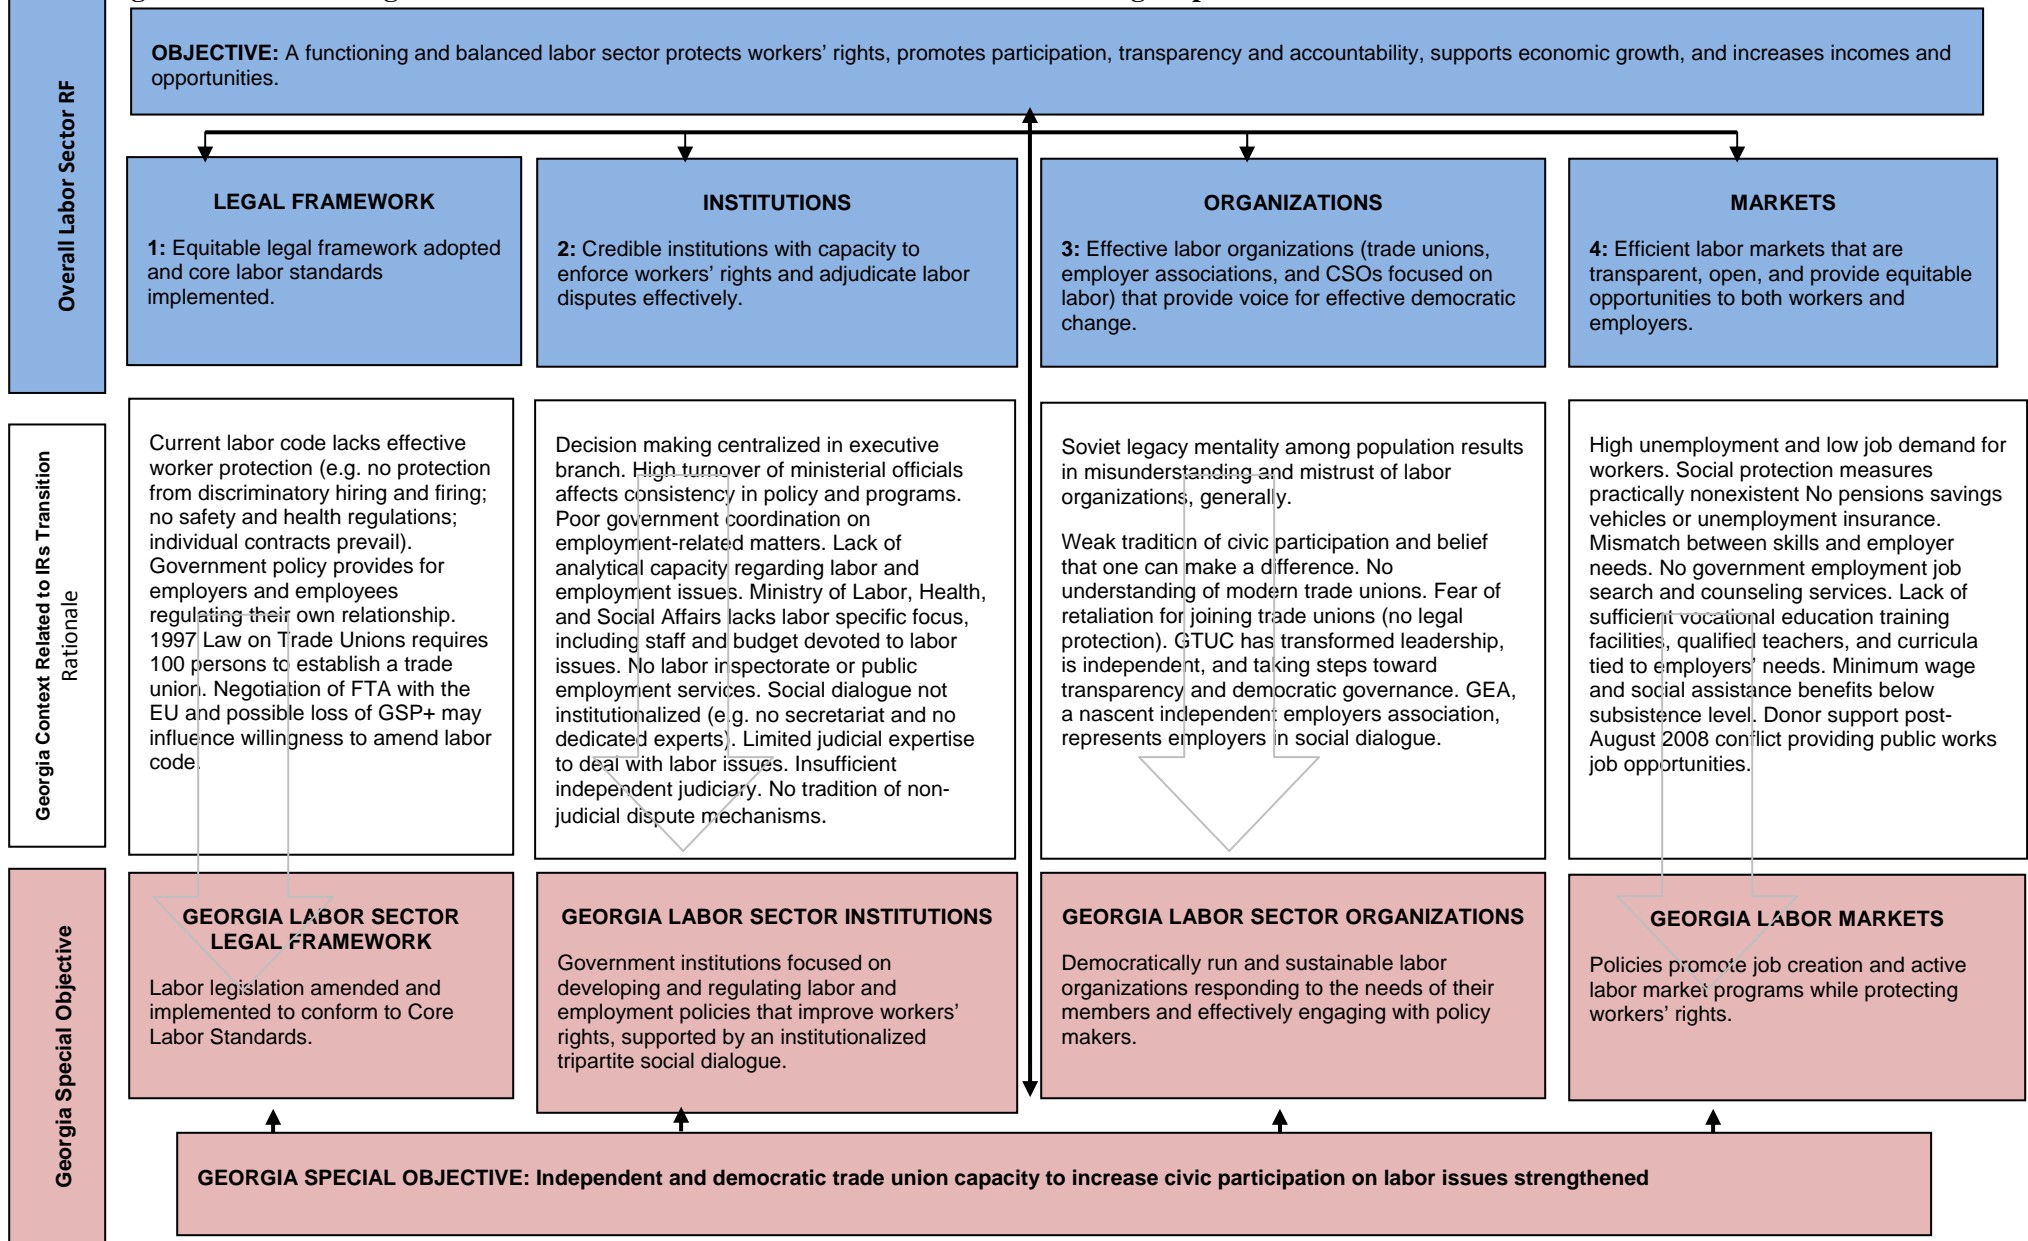 OBJECTIVE: A functioning and balanced labor sector protects workers' rights, promotes participation, transparency and accountability, supports economic growth, and increases incomes and
opportunities.
Overall Labor Sector RF
LEGAL FRAMEWORK
1: Equitable legal framework adopted
and core labor standards
implemented.
INSTITUTIONS
2: Credible institutions with capacity to
enforce workers' rights and adjudicate labor
disputes effectively.
ORGANIZATIONS
3: Effective labor organizations (trade unions,
employer associations, and CSOs focused on
labor) that provide voice for effective democratic
change.
MARKETS
4: Efficient labor markets that are
transparent, open, and provide equitable
opportunities to both workers and
employers.
Georgia Context Related to IRs Transition
Rationale
Current labor code lacks effective
worker protection (e.g. no protection
from discriminatory hiring and firing;
no safety and health regulations;
individual contracts prevail).
Government policy provides for
employers and employees
regulating their own relationship.
1997 Law on Trade Unions requires
100 persons to establish a trade
union. Negotiation of FTA with the
EU and possible loss of GSP+ may
influence willingness to amend labor
code.
Decision making centralized in executive
branch. High turnover of ministerial officials
affects consistency in policy and programs.
Poor government coordination on
employment-related matters. Lack of
analytical capacity regarding labor and
employment issues. Ministry of Labor, Health,
and Social Affairs lacks labor specific focus,
including staff and budget devoted to labor
issues. No labor inspectorate or public
employment services. Social dialogue not
institutionalized (e.g. no secretariat and no
dedicated experts). Limited judicial expertise
to deal with labor issues. Insufficient
independent judiciary. No tradition of non-
judicial dispute mechanisms.
Soviet legacy mentality among population results
in misunderstanding and mistrust of labor
organizations, generally.
Weak tradition of civic participation and belief
that one can make a difference. No
understanding of modern trade unions. Fear of
retaliation for joining trade unions (no legal
protection). GTUC has transformed leadership,
is independent, and taking steps toward
transparency and democratic governance. GEA,
a nascent independent employers association,
represents employers in social dialogue.
High unemployment and low job demand for
workers. Social protection measures
practically nonexistent No pensions savings
vehicles or unemployment insurance.
Mismatch between skills and employer
needs. No government employment job
search and counseling services. Lack of
sufficient vocational education training
facilities, qualified teachers, and curricula
tied to employers' needs. Minimum wage
and social assistance benefits below
subsistence level. Donor support post-
August 2008 conflict providing public works
job opportunities.
Georgia Special Objective
GEORGIA LABOR SECTOR
LEGAL FRAMEWORK
Labor legislation amended and
implemented to conform to Core
Labor Standards.
GEORGIA LABOR SECTOR INSTITUTIONS
Government institutions focused on
developing and regulating labor and
employment policies that improve workers'
rights, supported by an institutionalized
tripartite social dialogue.
GEORGIA LABOR SECTOR ORGANIZATIONS
Democratically run and sustainable labor
organizations responding to the needs of their
members and effectively engaging with policy
makers.
GEORGIA LABOR MARKETS
Policies promote job creation and active
labor market programs while protecting
workers' rights.
GEORGIA SPECIAL OBJECTIVE: Independent and democratic trade union capacity to increase civic participation on labor issues strengthened